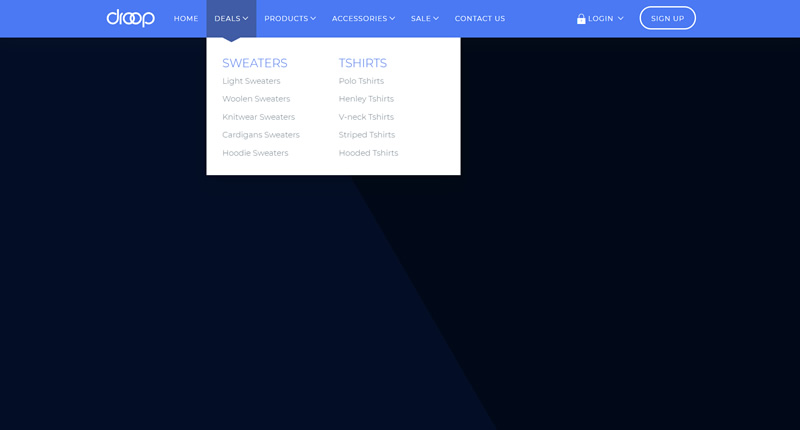 droop
HOME
DEALS
PRODUCTS
ACCESSORIES
SALE
CONTACT US
LOGIN
SIGN UP
SWEATERS
Light Sweaters
Woolen Sweaters
Knitwear Sweaters
Cardigans Sweaters
Hoodie Sweaters
TSHIRTS
Polo Tshirts
Henley Tshirts
V-neck Tshirts
Striped Tshirts
Hooded Tshirts